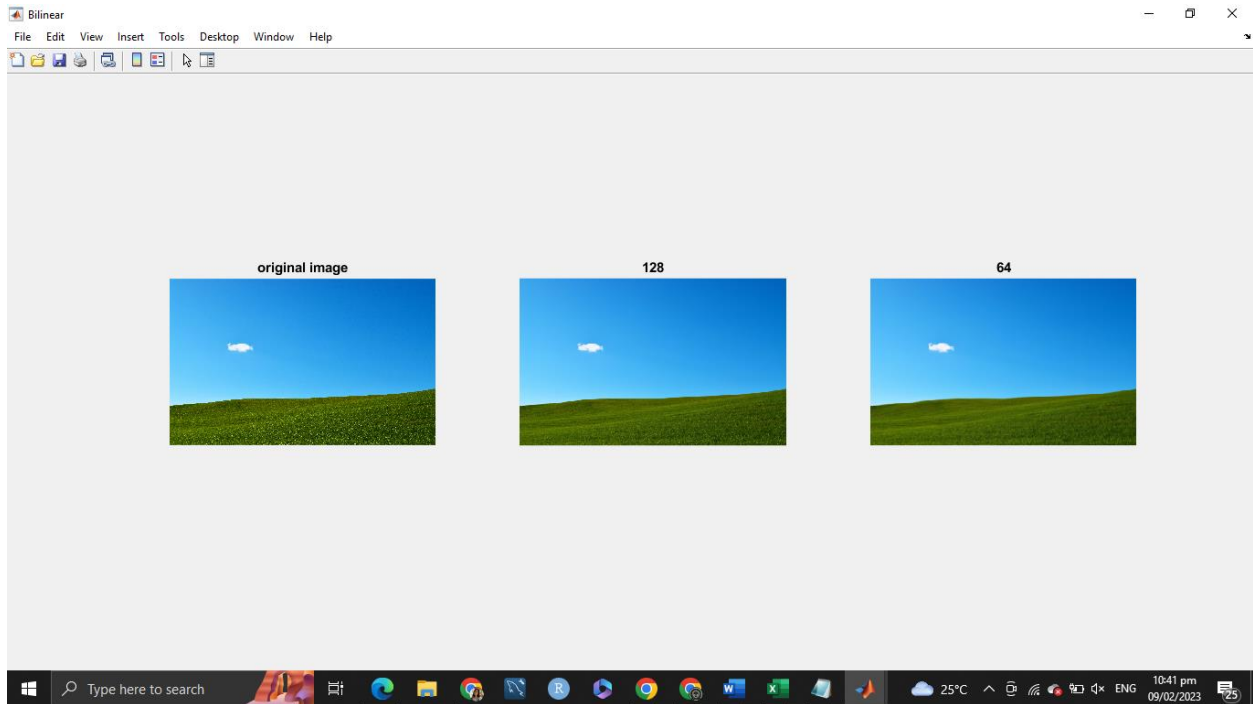 Bilinear
File Edit View Insert Tools Desktop Window Help
original image 128 64
Type here to search
R
W
X
25°C
ENG
10:41 pm
09/02/2023
25